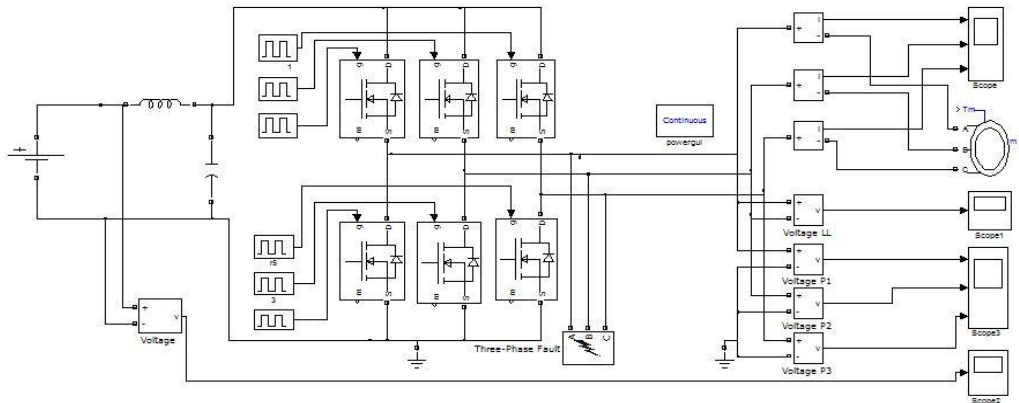 Scope
1
g D g D g D
m S m S m S
Continuous
powergui
+ i -
+ i -
+ i -
> Tm
A
B
C
m
+ v -
Voltage LL
Scope1
g D g D g D
m S m S m S
r5
3
+ v -
Voltage P1
+ v -
Voltage P2
Scope3
+ v -
Voltage
A B C
Three-Phase Fault
+ v -
Voltage P3
Scope2